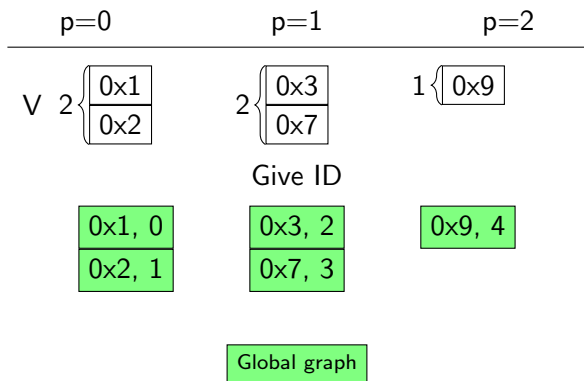 p=0 p=1 p=2
V 2 0x1 2 0x3 1 0x9
0x2 0x7
Give ID
0x1, 0 0x3, 2 0x9, 4
0x2, 1 0x7, 3
Global graph